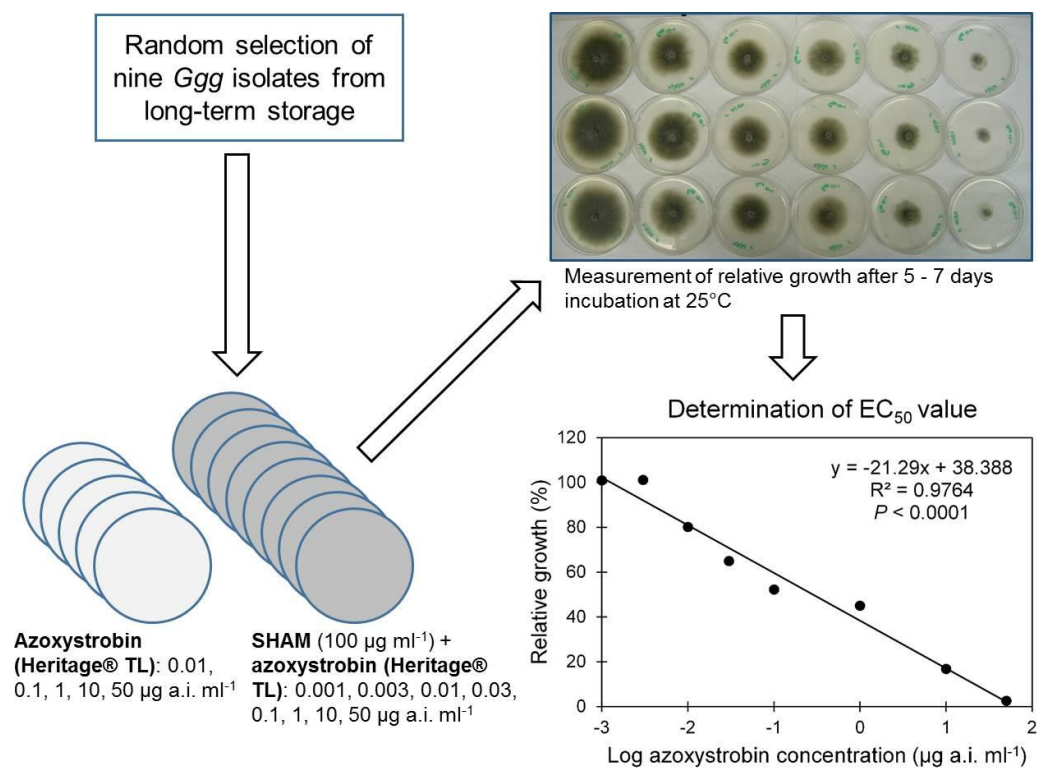 Random selection of
nine Ggg isolates from
long-term storage
Measurement of relative growth after 5 - 7 days
incubation at 25°C
Azoxystrobin
(Heritage® TL): 0.01,
0.1, 1, 10, 50 µg a.i. ml⁻¹
SHAM (100 µg ml⁻¹) +
azoxystrobin (Heritage®
TL): 0.001, 0.003, 0.01, 0.03,
0.1, 1, 10, 50 µg a.i. ml⁻¹
Determination of EC₅₀ value
y = -21.29x + 38.388
R² = 0.9764
P < 0.0001
Relative growth (%)
120
100
80
60
40
20
0
-3 -2 -1 0 1 2
Log azoxystrobin concentration (µg a.i. ml⁻¹)